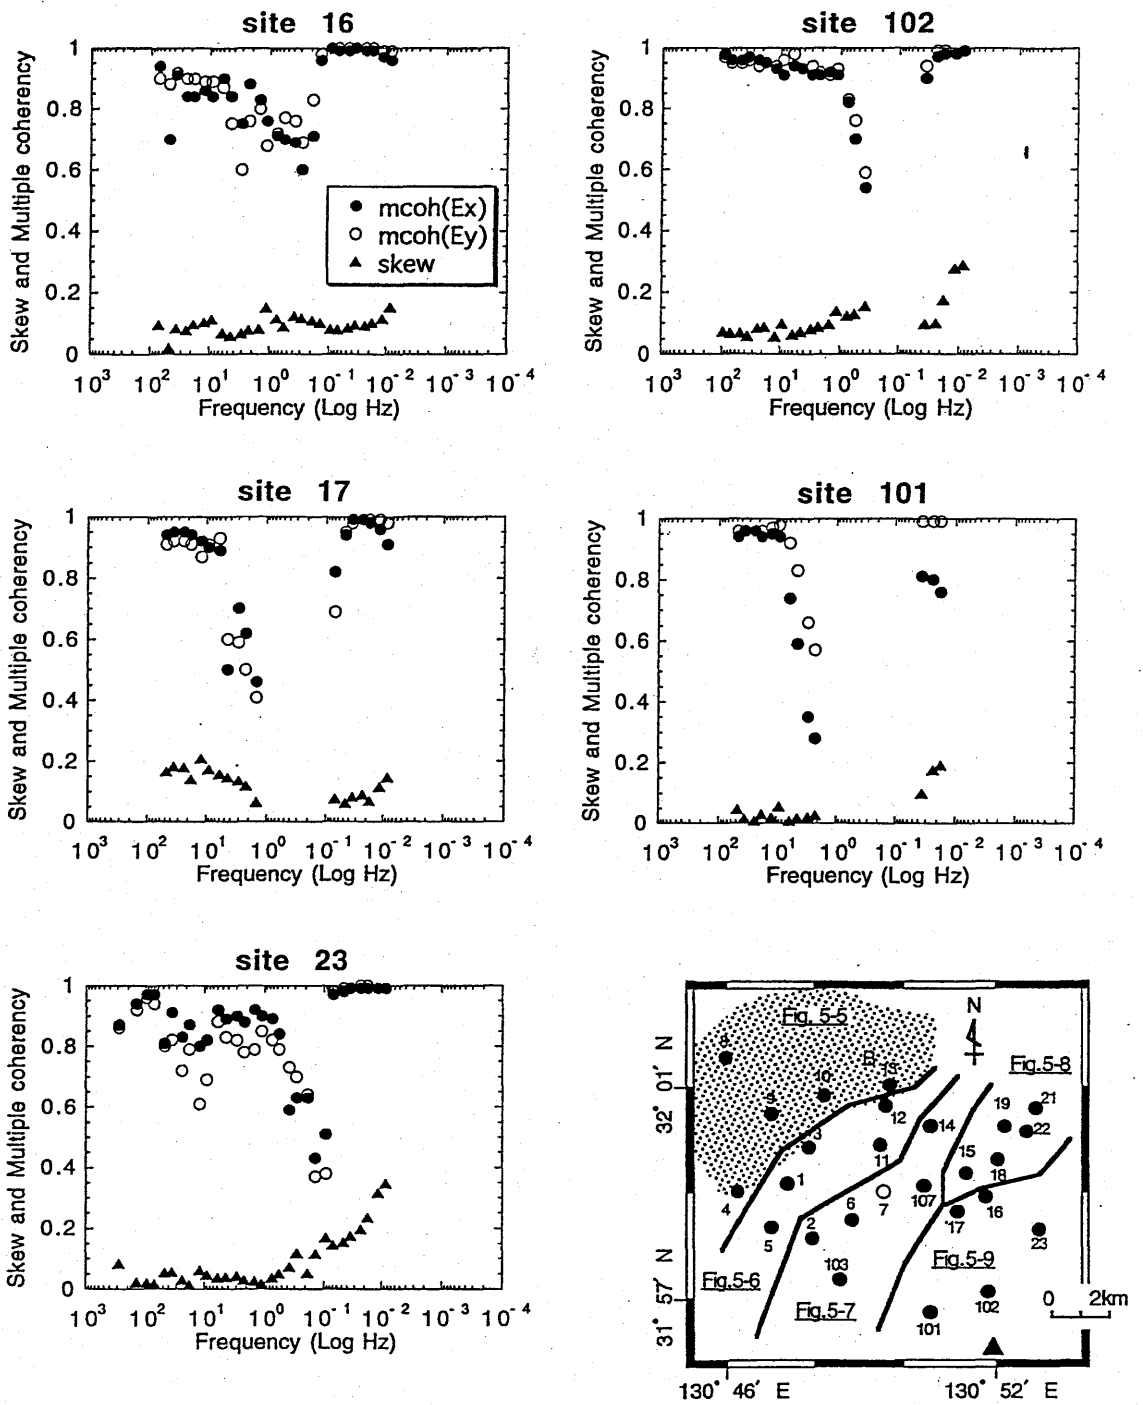 site 16
Skew and Multiple coherency
1
0.8
0.6
0.4
0.2
0
mcoh(Ex)
mcoh(Ey)
skew
10³ 10² 10¹ 10⁰ 10⁻¹ 10⁻² 10⁻³ 10⁻⁴
Frequency (Log Hz)
site 102
Skew and Multiple coherency
1
0.8
0.6
0.4
0.2
0
10³ 10² 10¹ 10⁰ 10⁻¹ 10⁻² 10⁻³ 10⁻⁴
Frequency (Log Hz)
site 17
Skew and Multiple coherency
1
0.8
0.6
0.4
0.2
0
10³ 10² 10¹ 10⁰ 10⁻¹ 10⁻² 10⁻³ 10⁻⁴
Frequency (Log Hz)
site 101
Skew and Multiple coherency
1
0.8
0.6
0.4
0.2
0
10³ 10² 10¹ 10⁰ 10⁻¹ 10⁻² 10⁻³ 10⁻⁴
Frequency (Log Hz)
site 23
Skew and Multiple coherency
1
0.8
0.6
0.4
0.2
0
10³ 10² 10¹ 10⁰ 10⁻¹ 10⁻² 10⁻³ 10⁻⁴
Frequency (Log Hz)
Fig. 5-5
N
Fig.5-8
32° 01′ N
8
B
13
10
9
12
14
19
21
22
3
11
15
18
1
4
7
107
16
17
6
5
2
23
103
Fig.5-6
Fig.5-7
Fig.5-9
102
101
0 2km
31° 57′ N
130° 46′ E
130° 52′ E